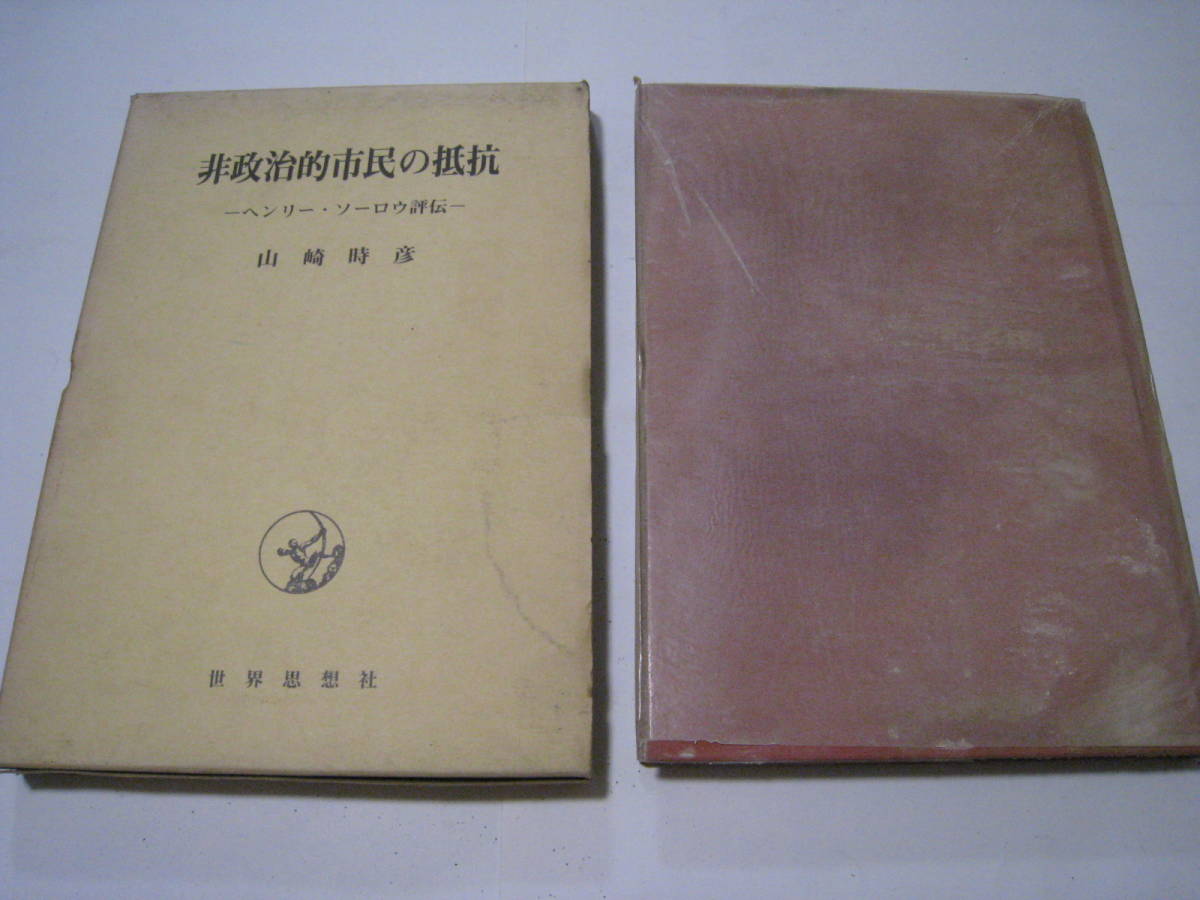 非政治的市民の抵抗
―ヘンリー・ソーロウ評伝―
山崎時彦
世界思想社